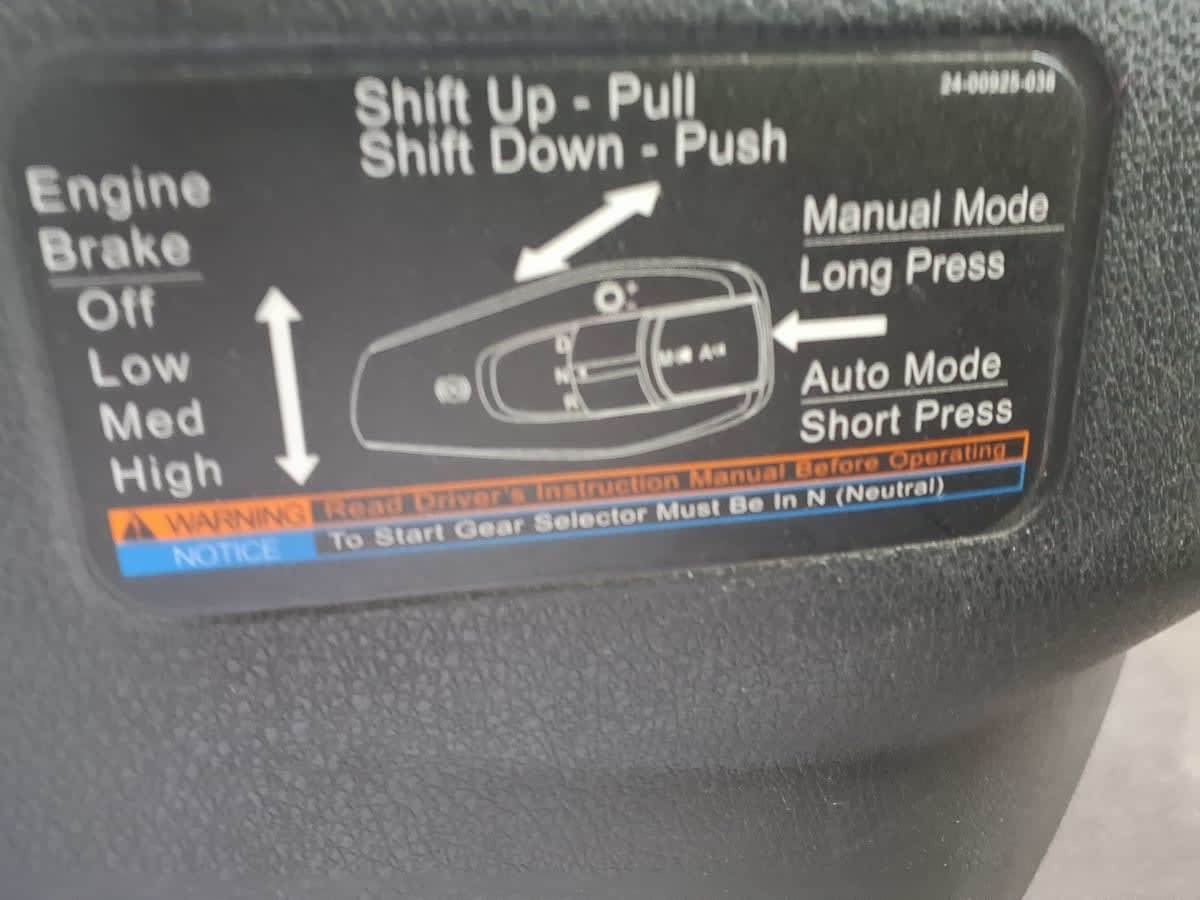 24-00925-036
Shift Up - Pull
Shift Down - Push
Engine
Brake
Off
Low
Med
High
Manual Mode
Long Press
Auto Mode
Short Press
D
N
R
WARNING Read Driver's Instruction Manual Before Operating
NOTICE To Start Gear Selector Must Be In N (Neutral)